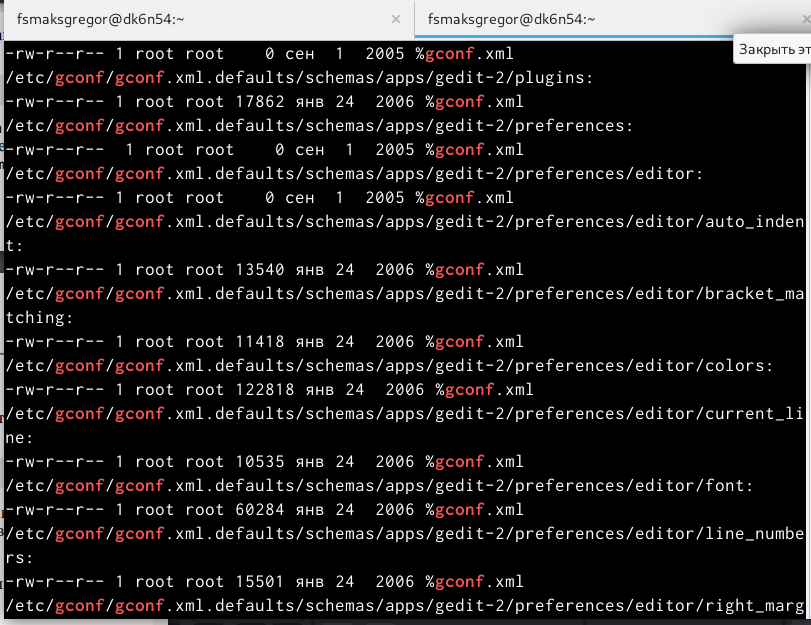 fsmaksgregor@dk6n54:~ × fsmaksgregor@dk6n54:~ ×
Закрыть эт
-rw-r--r-- 1 root root    0 сен  1  2005 %gconf.xml
/etc/gconf/gconf.xml.defaults/schemas/apps/gedit-2/plugins:
-rw-r--r-- 1 root root 17862 янв 24  2006 %gconf.xml
/etc/gconf/gconf.xml.defaults/schemas/apps/gedit-2/preferences:
-rw-r--r--  1 root root    0 сен  1  2005 %gconf.xml
/etc/gconf/gconf.xml.defaults/schemas/apps/gedit-2/preferences/editor:
-rw-r--r-- 1 root root    0 сен  1  2005 %gconf.xml
/etc/gconf/gconf.xml.defaults/schemas/apps/gedit-2/preferences/editor/auto_inden
t:
-rw-r--r-- 1 root root 13540 янв 24  2006 %gconf.xml
/etc/gconf/gconf.xml.defaults/schemas/apps/gedit-2/preferences/editor/bracket_ma
tching:
-rw-r--r-- 1 root root 11418 янв 24  2006 %gconf.xml
/etc/gconf/gconf.xml.defaults/schemas/apps/gedit-2/preferences/editor/colors:
-rw-r--r-- 1 root root 122818 янв 24  2006 %gconf.xml
/etc/gconf/gconf.xml.defaults/schemas/apps/gedit-2/preferences/editor/current_li
ne:
-rw-r--r-- 1 root root 10535 янв 24  2006 %gconf.xml
/etc/gconf/gconf.xml.defaults/schemas/apps/gedit-2/preferences/editor/font:
-rw-r--r-- 1 root root 60284 янв 24  2006 %gconf.xml
/etc/gconf/gconf.xml.defaults/schemas/apps/gedit-2/preferences/editor/line_numbe
rs:
-rw-r--r-- 1 root root 15501 янв 24  2006 %gconf.xml
/etc/gconf/gconf.xml.defaults/schemas/apps/gedit-2/preferences/editor/right_marg